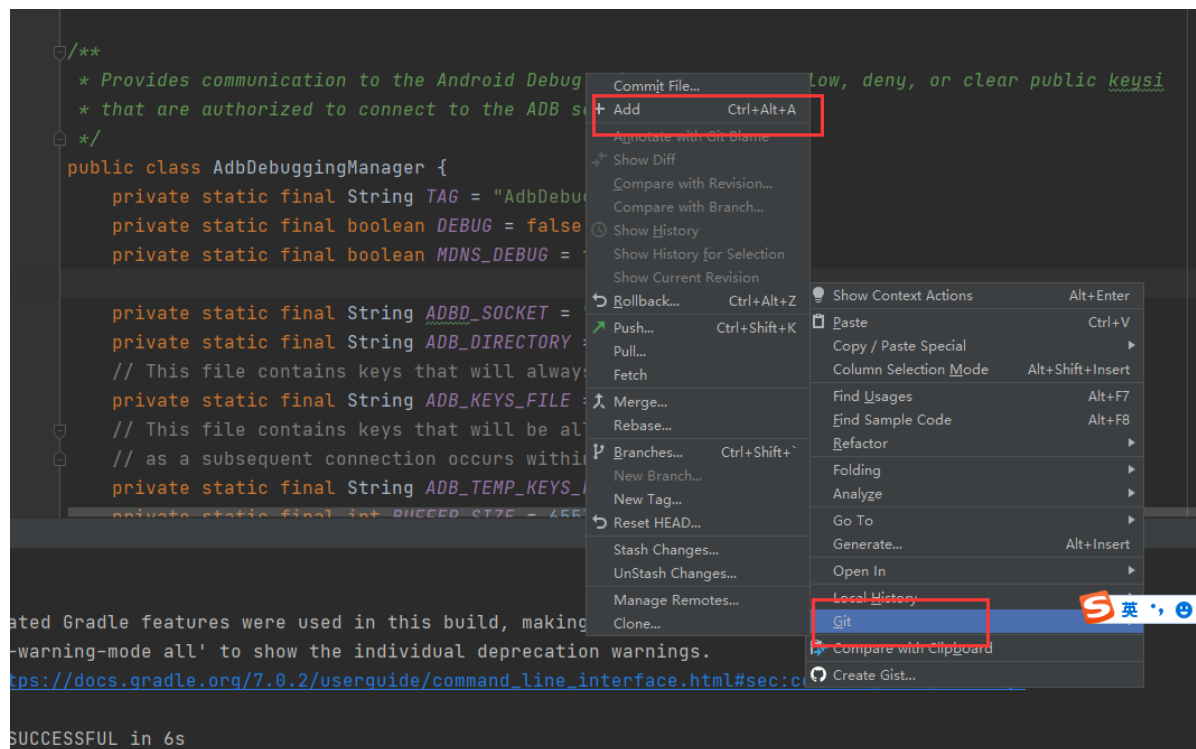 /**
* Provides communication to the Android Debug low, deny, or clear public keysi
* that are authorized to connect to the ADB se
*/
public class AdbDebuggingManager {
private static final String TAG = "AdbDebu
private static final boolean DEBUG = false
private static final boolean MDNS_DEBUG =
private static final String ADBD_SOCKET = "
private static final String ADB_DIRECTORY =
// This file contains keys that will always
private static final String ADB_KEYS_FILE =
// This file contains keys that will be al
// as a subsequent connection occurs within
private static final String ADB_TEMP_KEYS_
private static final int BUFFER_SIZE = 655
Commit File...
+ Add Ctrl+Alt+A
Annotate with Git Blame
Show Diff
Compare with Revision...
Compare with Branch...
Show History
Show History for Selection
Show Current Revision
Rollback... Ctrl+Alt+Z
Push... Ctrl+Shift+K
Pull...
Fetch
Merge...
Rebase...
Branches... Ctrl+Shift+`
New Branch...
New Tag...
Reset HEAD...
Stash Changes...
UnStash Changes...
Manage Remotes...
Clone...
Show Context Actions Alt+Enter
Paste Ctrl+V
Copy / Paste Special
Column Selection Mode Alt+Shift+Insert
Find Usages Alt+F7
Find Sample Code Alt+F8
Refactor
Folding
Analyze
Go To
Generate... Alt+Insert
Open In
Local History
Git
Compare with Clipboard
Create Gist...
S 英
ated Gradle features were used in this build, making
-warning-mode all' to show the individual deprecation warnings.
tps://docs.gradle.org/7.0.2/userguide/command_line_interface.html#sec:c
SUCCESSFUL in 6s